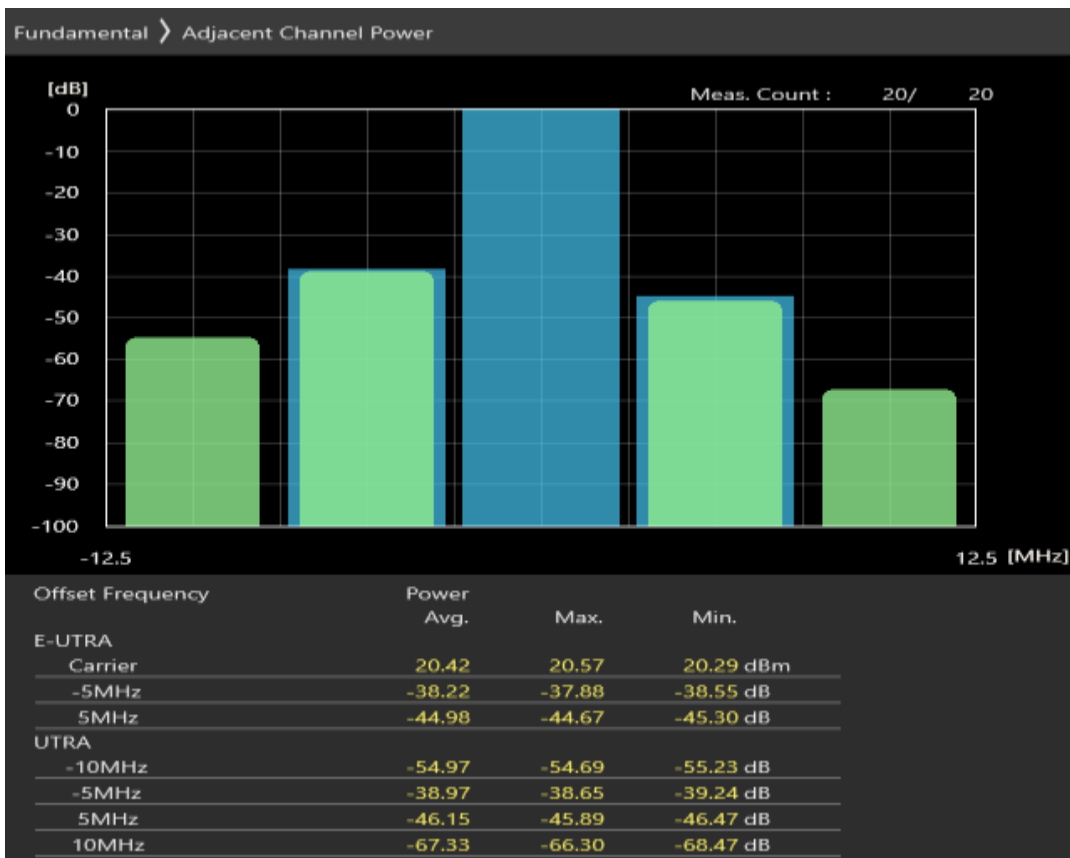 Fundamental 〉 Adjacent Channel Power
[dB]
Meas. Count : 20/ 20
0
-10
-20
-30
-40
-50
-60
-70
-80
-90
-100
-12.5 12.5 [MHz]
Offset Frequency Power
Avg. Max. Min.
E-UTRA
Carrier 20.42 20.57 20.29 dBm
-5MHz -38.22 -37.88 -38.55 dB
5MHz -44.98 -44.67 -45.30 dB
UTRA
-10MHz -54.97 -54.69 -55.23 dB
-5MHz -38.97 -38.65 -39.24 dB
5MHz -46.15 -45.89 -46.47 dB
10MHz -67.33 -66.30 -68.47 dB